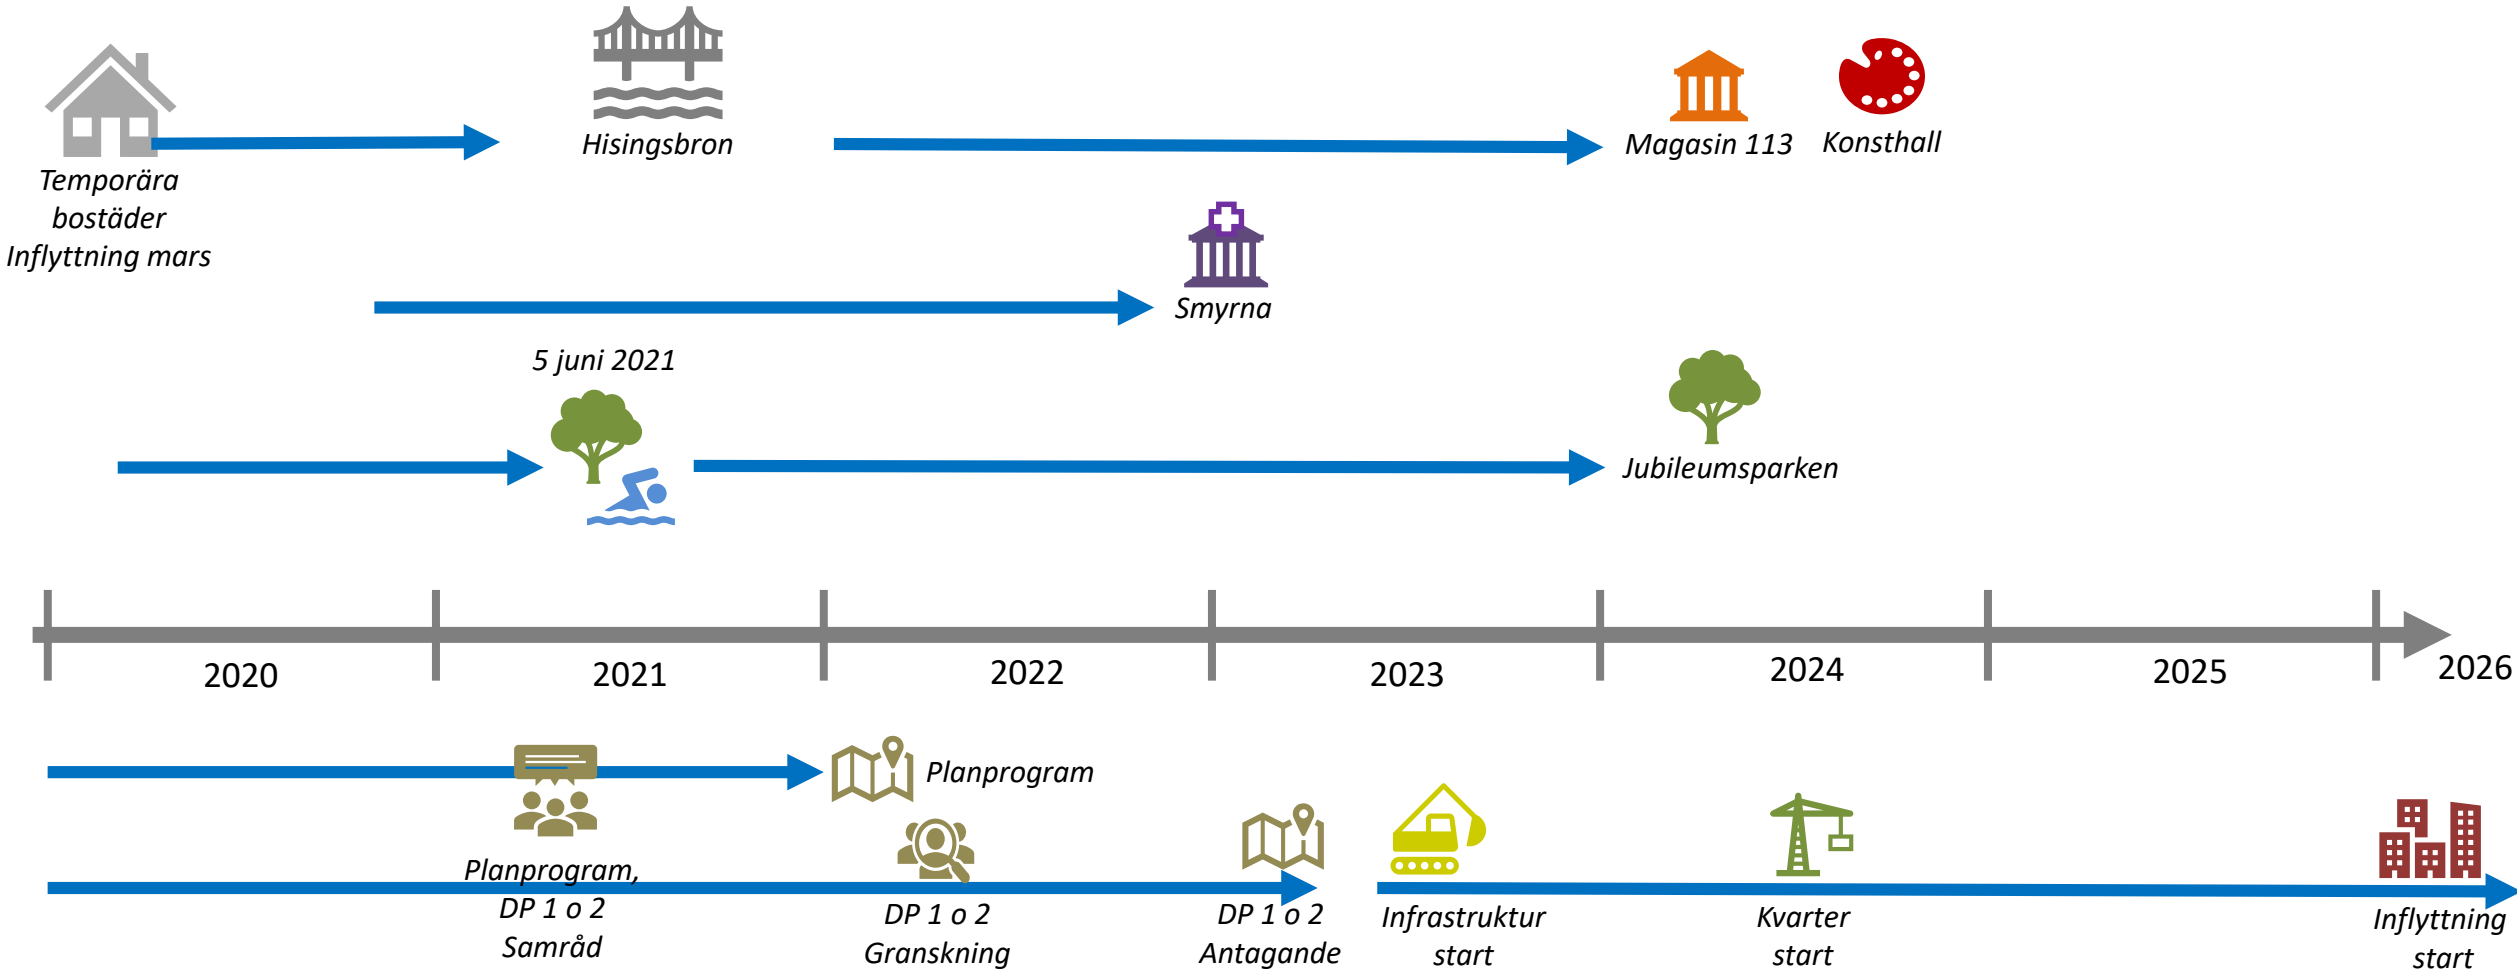 Hisingsbron
Magasin 113
Konsthall
Temporära
bostäder
Inflyttning mars
Smyrna
5 juni 2021
Jubileumsparken
2020
2021
2022
2023
2024
2025
2026
Planprogram
Planprogram,
DP 1 o 2
Samråd
DP 1 o 2
Granskning
DP 1 o 2
Antagande
Infrastruktur
start
Kvarter
start
Inflyttning
start